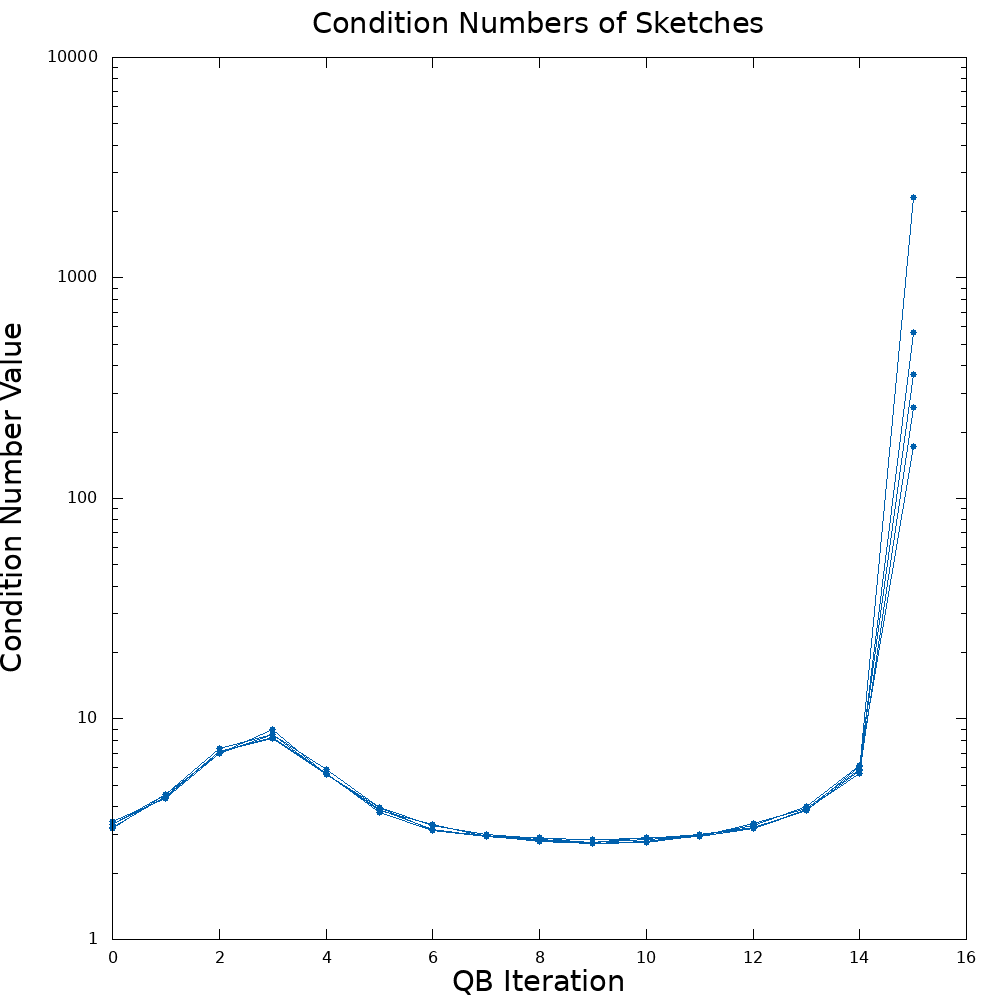 Condition Numbers of Sketches
10000
1000
100
10
1
Condition Number Value
0 2 4 6 8 10 12 14 16
QB Iteration